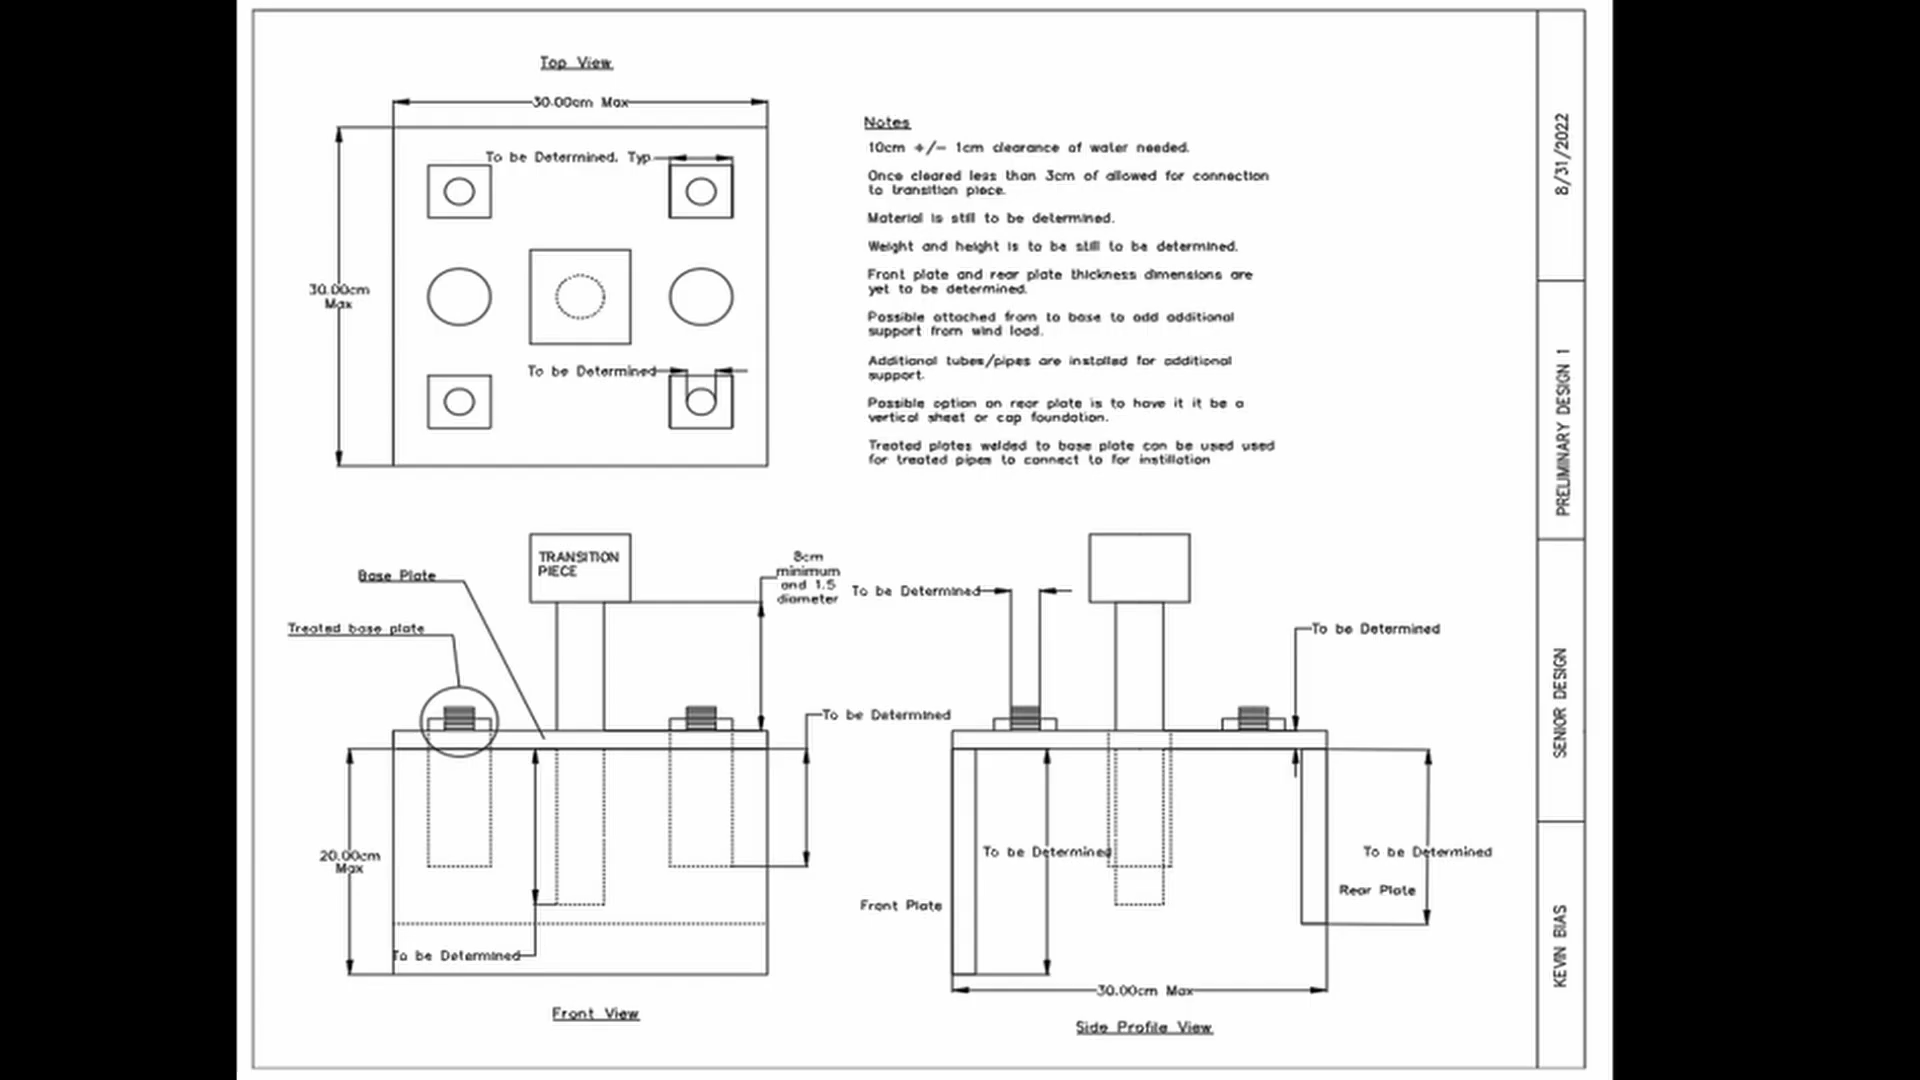 Top View
30.00cm Max
To be Determined. Typ
30.00cm
Max
To be Determined
Notes
10cm +/- 1cm clearance of water needed.
Once cleared less than 3cm of allowed for connection
to transition piece.
Material is still to be determined.
Weight and height is to be still to be determined.
Front plate and rear plate thickness dimensions are
yet to be determined.
Possible attached from to base to add additional
support from wind load.
Additional tubes/pipes are installed for additional
support.
Possible option on rear plate is to have it it be a
vertical sheet or cap foundation.
Treated plates welded to base plate can be used used
for treated pipes to connect to for instillation
TRANSITION
PIECE
Base Plate
Treated base plate
8cm
minimum
and 1.5
diameter
To be Determined
20.00cm
Max
To be Determined
Front View
To be Determined
To be Determined
To be Determined
To be Determined
Rear Plate
Front Plate
30.00cm Max
Side Profile View
8/31/2022
PRELIMINARY DESIGN 1
SENIOR DESIGN
KEVIN BIAS